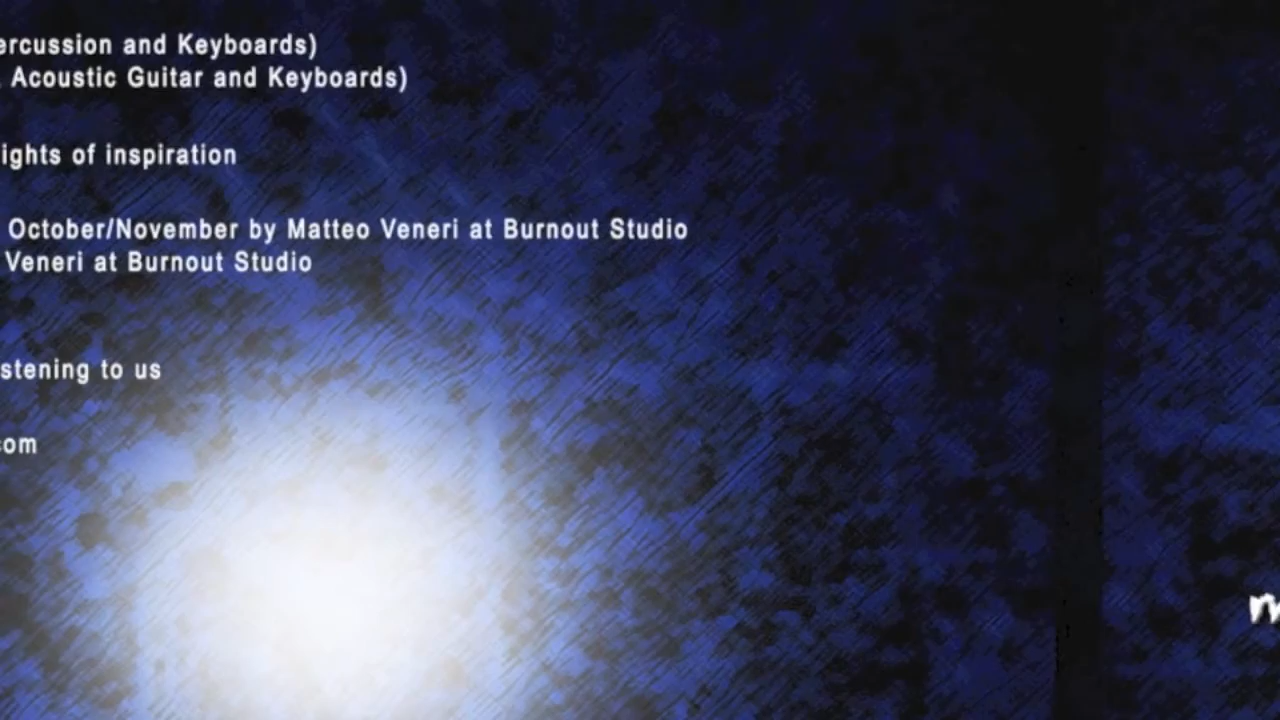 ercussion and Keyboards)
Acoustic Guitar and Keyboards)
ights of inspiration
October/November by Matteo Veneri at Burnout Studio
Veneri at Burnout Studio
stening to us
com